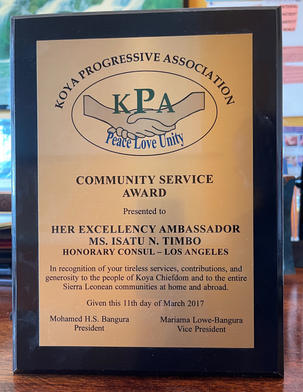 KOYA PROGRESSIVE ASSOCIATION
KPA
Peace Love Unity
COMMUNITY SERVICE
AWARD
Presented to
HER EXCELLENCY AMBASSADOR
MS. ISATU N. TIMBO
HONORARY CONSUL – LOS ANGELES
In recognition of your tireless services, contributions, and
generosity to the people of Koya Chiefdom and to the entire
Sierra Leonean communities at home and abroad.
Given this 11th day of March 2017
Mohamed H.S. Bangura Mariama Lowe-Bangura
President Vice President